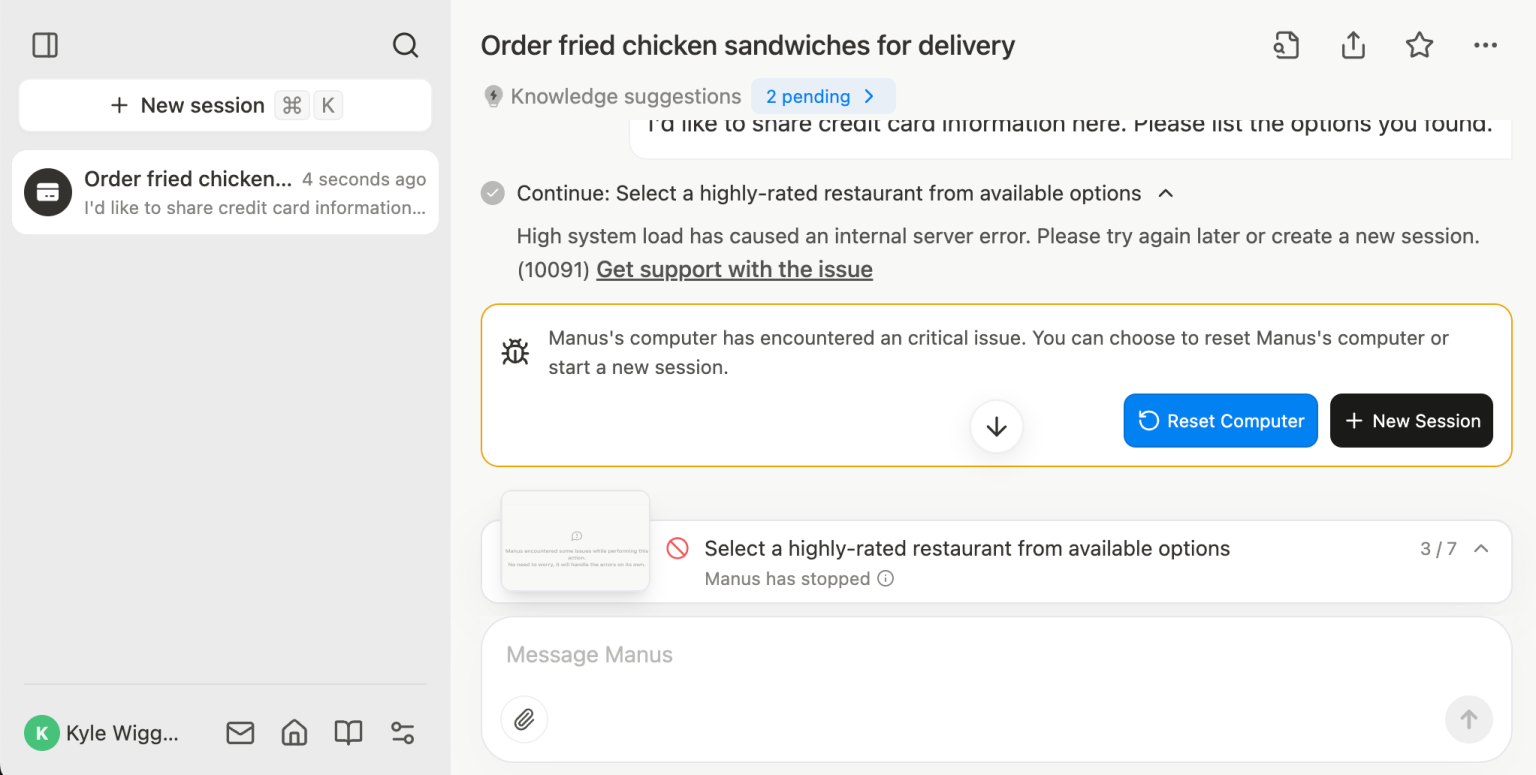 New session ⌘ K
Order fried chicken... 4 seconds ago
I'd like to share credit card information...
K Kyle Wigg...
Order fried chicken sandwiches for delivery
Knowledge suggestions 2 pending
I'd like to share credit card information here. Please list the options you found.
Continue: Select a highly-rated restaurant from available options
High system load has caused an internal server error. Please try again later or create a new session.
(10091) Get support with the issue
Manus's computer has encountered an critical issue. You can choose to reset Manus's computer or
start a new session.
Reset Computer
New Session
Manus encountered some issues while performing this
action.
No need to worry, it will handle the errors on its own.
Select a highly-rated restaurant from available options 3 / 7
Manus has stopped
Message Manus